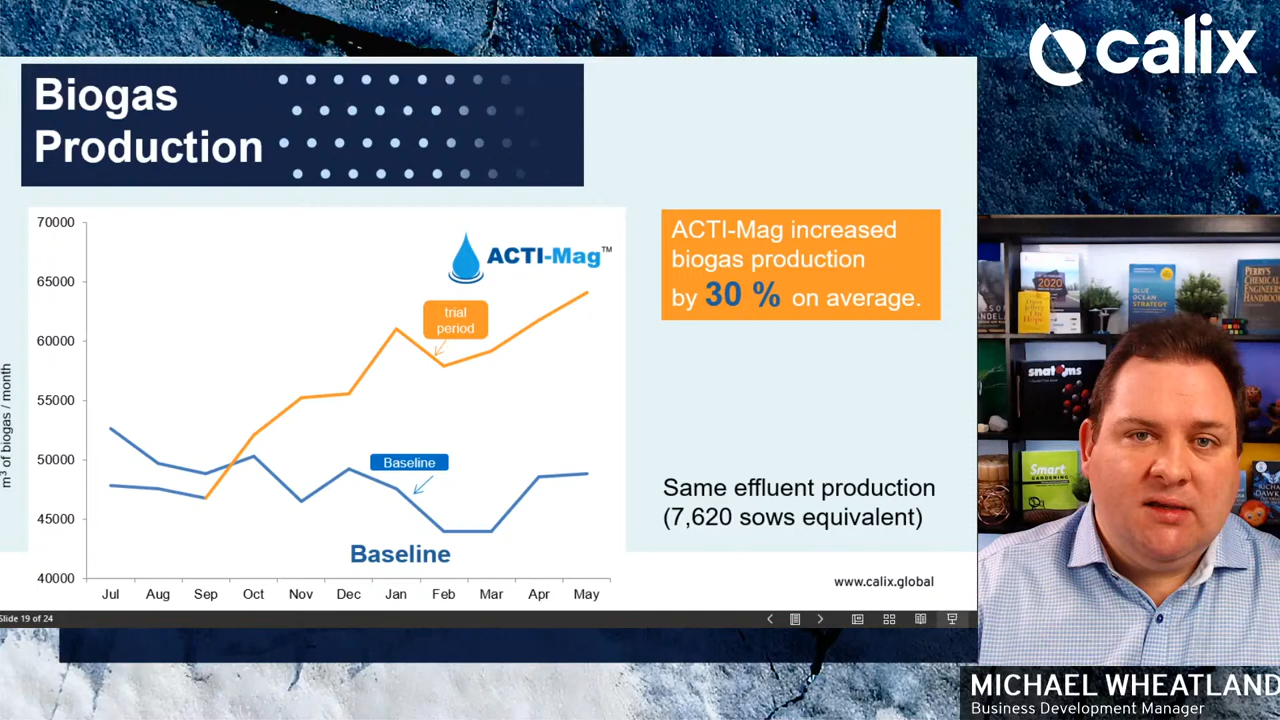 calix
Biogas
Production
70000
65000
60000
55000
50000
45000
40000
m³ of biogas / month
ACTI-Mag™
trial
period
Baseline
Baseline
Jul Aug Sep Oct Nov Dec Jan Feb Mar Apr May
ACTI-Mag increased
biogas production
by 30 % on average.
Same effluent production
(7,620 sows equivalent)
www.calix.global
Slide 19 of 24
2020
BLUE
OCEAN
STRATEGY
PERRY'S
CHEMICAL
ENGINEERS'
HANDBOOK
snatoms
Smart
GARDENING
RICHARD
DAWK
MICHAEL WHEATLAND
Business Development Manager